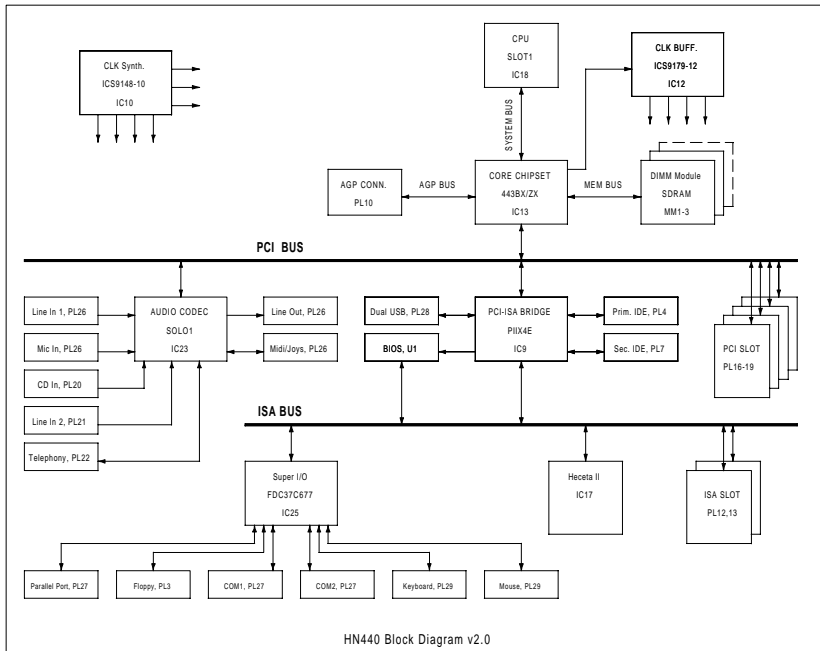 CLK Synth.
ICS9148-10
IC10
CPU
SLOT1
IC18
CLK BUFF.
ICS9179-12
IC12
SYSTEM BUS
AGP CONN.
PL10
AGP BUS
CORE CHIPSET
443BX/ZX
IC13
MEM BUS
DIMM Module
SDRAM
MM1-3
PCI BUS
Line In 1, PL26
Mic In, PL26
CD In, PL20
Line In 2, PL21
Telephony, PL22
AUDIO CODEC
SOLO1
IC23
Line Out, PL26
Midi/Joys, PL26
Dual USB, PL28
BIOS, U1
PCI-ISA BRIDGE
PIIX4E
IC9
Prim. IDE, PL4
Sec. IDE, PL7
PCI SLOT
PL16-19
ISA BUS
Super I/O
FDC37C677
IC25
Heceta II
IC17
ISA SLOT
PL12,13
Parallel Port, PL27
Floppy, PL3
COM1, PL27
COM2, PL27
Keyboard, PL29
Mouse, PL29
HN440 Block Diagram v2.0